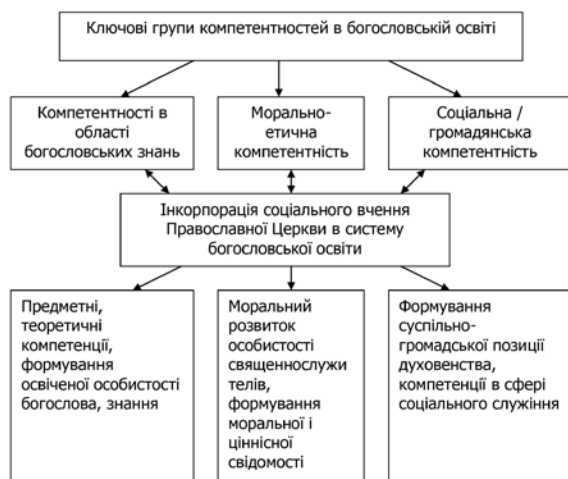 Ключові групи компетентностей в богословській освіті
Компетентності в
області
богословських знань
Морально-
етична
компетентність
Соціальна /
громадянська
компетентність
Інкорпорація соціального вчення
Православної Церкви в систему
богословської освіти
Предметні,
теоретичні
компетенції,
формування
освіченої особистості
богослова, знання
Моральний
розвиток
особистості
священнослужи
телів,
формування
моральної і
ціннісної
свідомості
Формування
суспільно-
громадської позиції
духовенства,
компетенції в сфері
соціального служіння